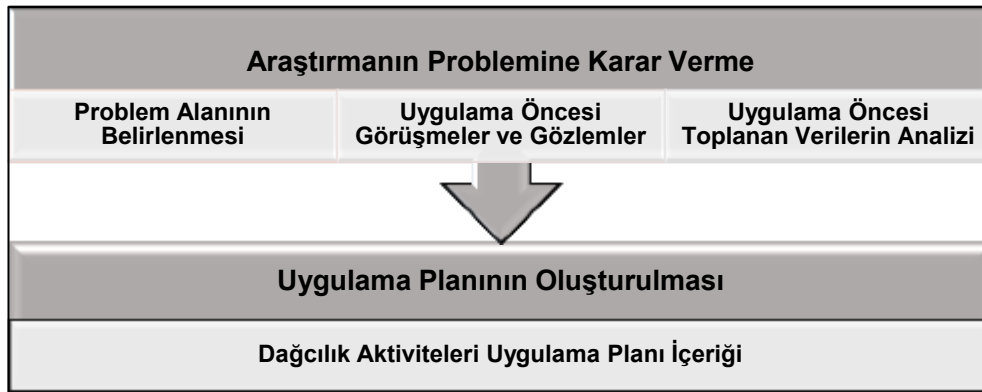 Araştırmanın Problemine Karar Verme
Problem Alanının
Belirlenmesi
Uygulama Öncesi
Görüşmeler ve Gözlemler
Uygulama Öncesi
Toplanan Verilerin Analizi
Uygulama Planının Oluşturulması
Dağcılık Aktiviteleri Uygulama Planı İçeriği